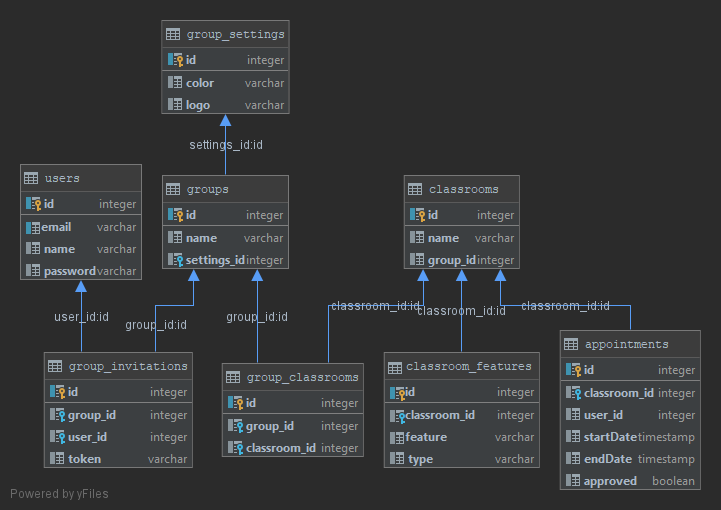 group_settings
id integer
color varchar
logo varchar
settings_id:id
users
id integer
email varchar
name varchar
password varchar
groups
id integer
name varchar
settings_id integer
classrooms
id integer
name varchar
group_id integer
user_id:id
group_id:id
group_id:id
classroom_id:id
classroom_id:id
classroom_id:id
group_invitations
id integer
group_id integer
user_id integer
token varchar
group_classrooms
id integer
group_id integer
classroom_id integer
classroom_features
id integer
classroom_id integer
feature varchar
type varchar
appointments
id integer
classroom_id integer
user_id integer
startDate timestamp
endDate timestamp
approved boolean
Powered by yFiles